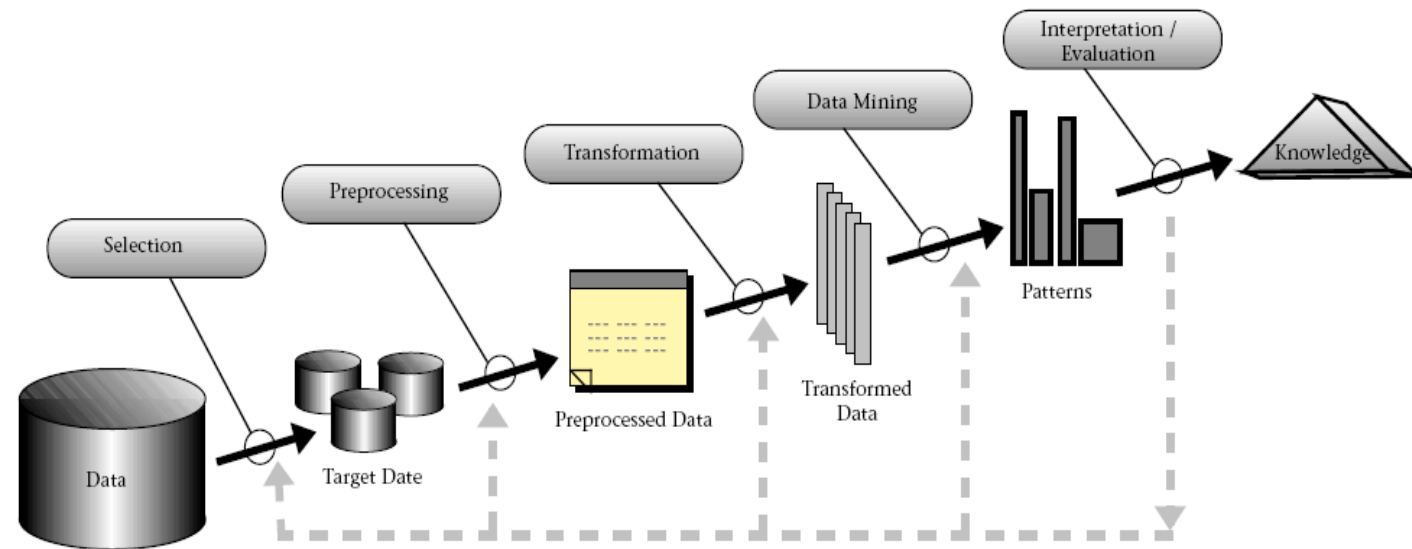 Interpretation /
Evaluation
Data Mining
Transformation
Preprocessing
Selection
Knowledge
Patterns
Transformed
Data
Preprocessed Data
Target Date
Data